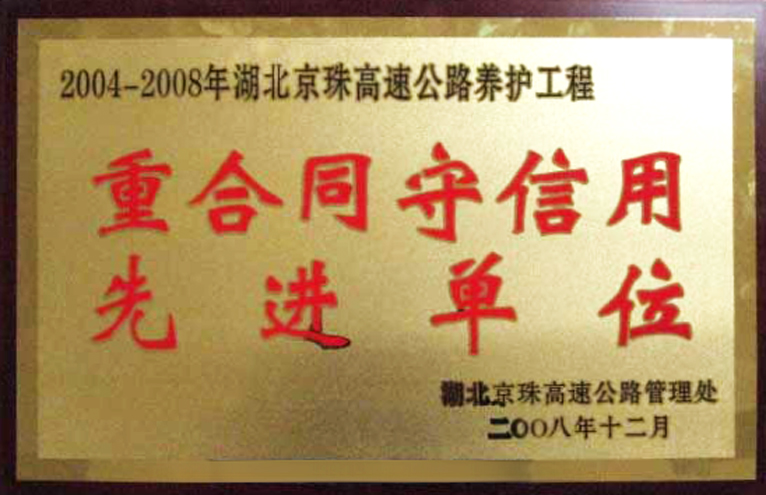 2004-2008年湖北京珠高速公路养护工程
重合同守信用
先进单位
湖北京珠高速公路管理处
二〇〇八年十二月